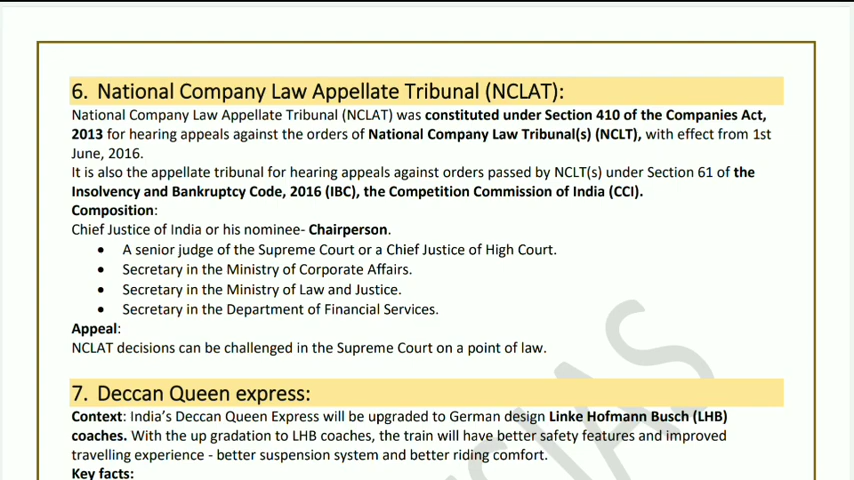 6. National Company Law Appellate Tribunal (NCLAT):
National Company Law Appellate Tribunal (NCLAT) was constituted under Section 410 of the Companies Act,
2013 for hearing appeals against the orders of National Company Law Tribunal(s) (NCLT), with effect from 1st
June, 2016.
It is also the appellate tribunal for hearing appeals against orders passed by NCLT(s) under Section 61 of the
Insolvency and Bankruptcy Code, 2016 (IBC), the Competition Commission of India (CCI).
Composition:
Chief Justice of India or his nominee- Chairperson.
• A senior judge of the Supreme Court or a Chief Justice of High Court.
• Secretary in the Ministry of Corporate Affairs.
• Secretary in the Ministry of Law and Justice.
• Secretary in the Department of Financial Services.
Appeal:
NCLAT decisions can be challenged in the Supreme Court on a point of law.
7. Deccan Queen express:
Context: India's Deccan Queen Express will be upgraded to German design Linke Hofmann Busch (LHB)
coaches. With the up gradation to LHB coaches, the train will have better safety features and improved
travelling experience - better suspension system and better riding comfort.
Key facts: